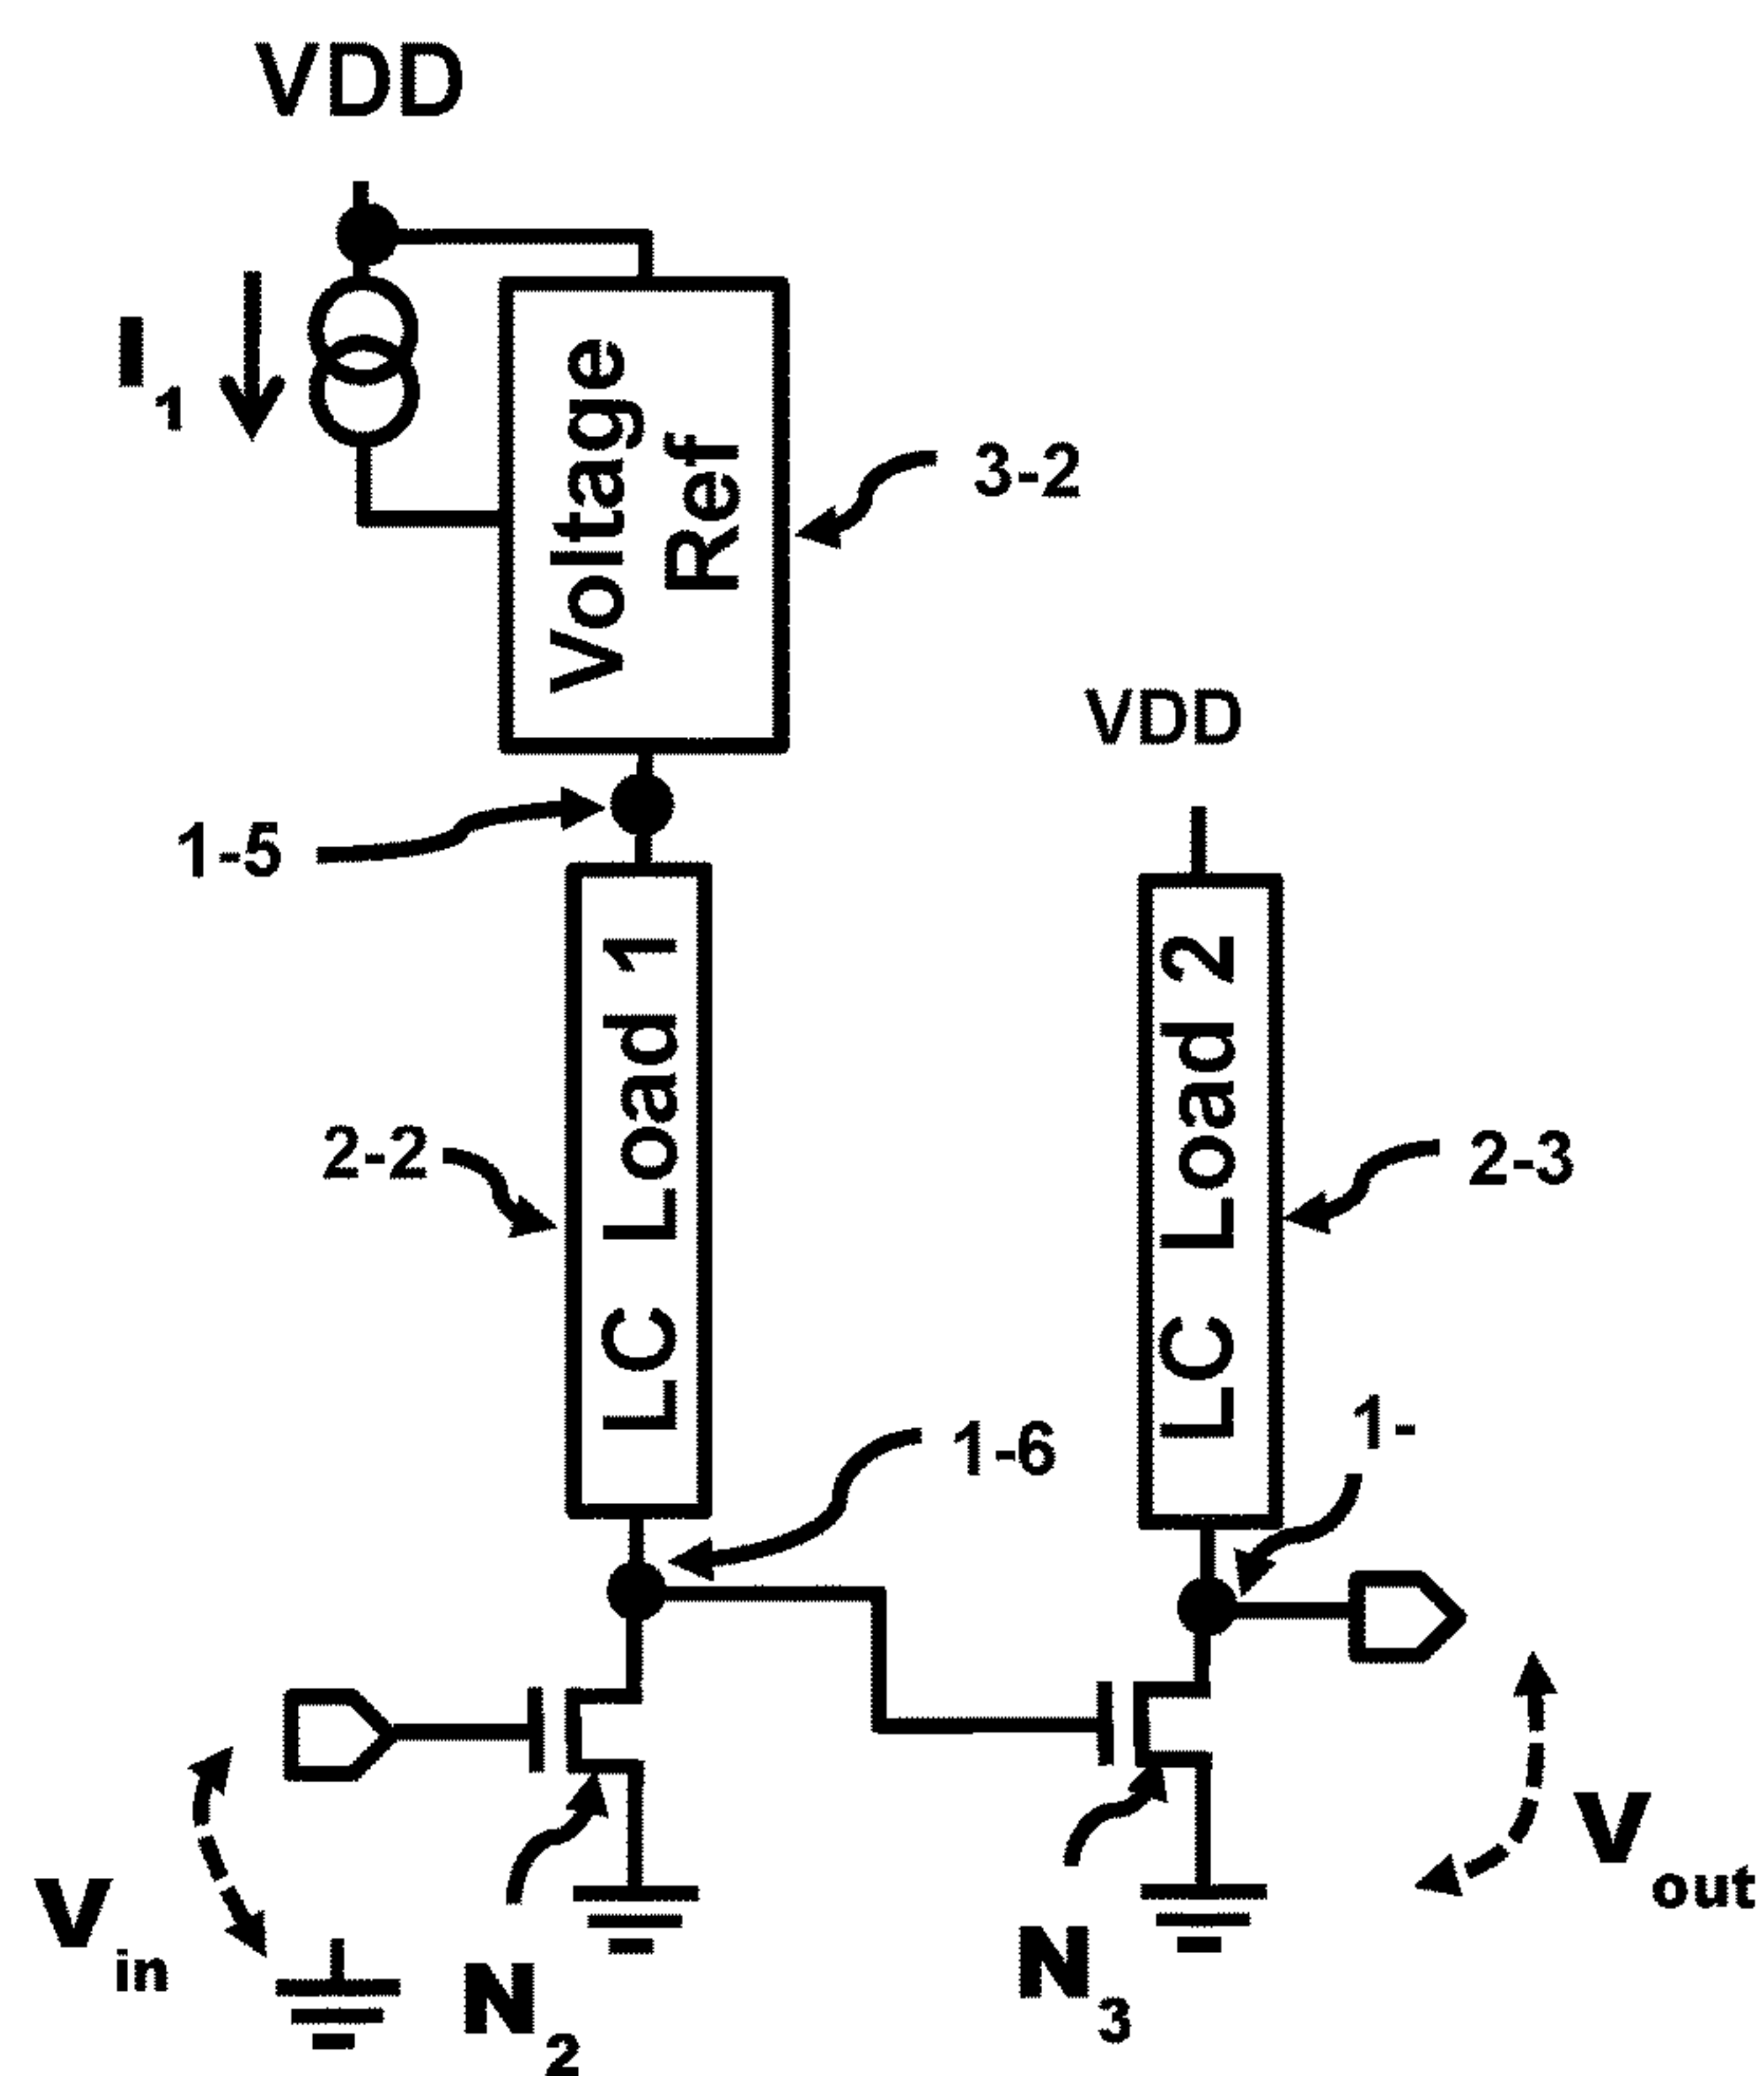 VDD
I1
Voltage
Ref
3-2
VDD
1-5
LC Load 1
LC Load 2
2-2
2-3
1-
1-6
Vin
Vout
N2
N3